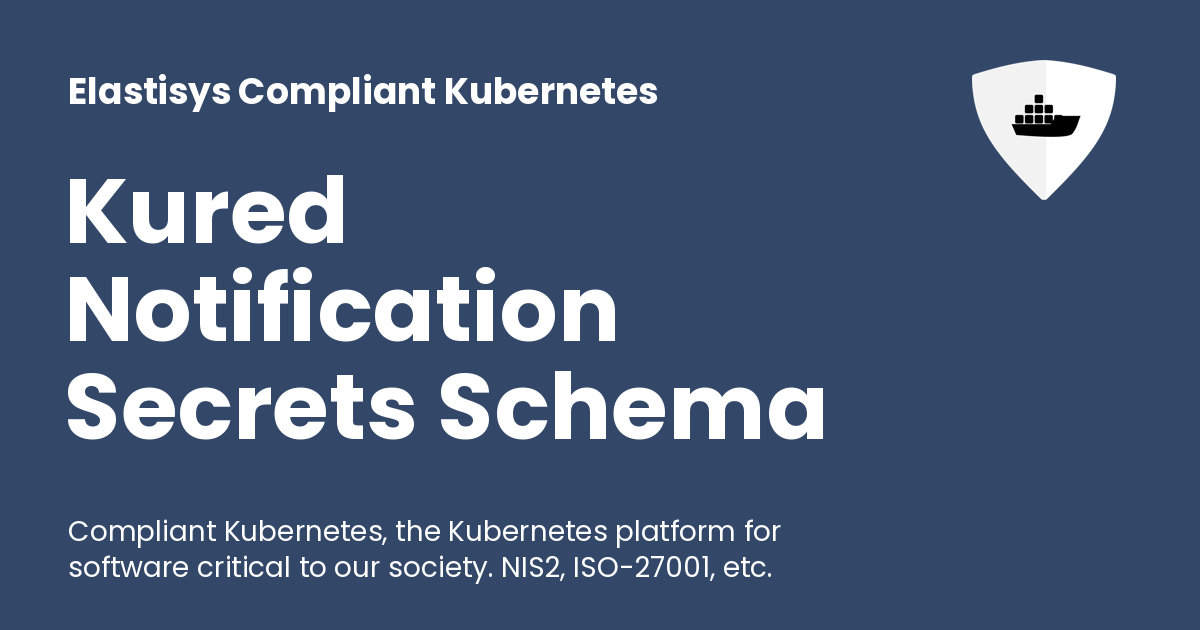 Elastisys Compliant Kubernetes
Kured
Notification
Secrets Schema
Compliant Kubernetes, the Kubernetes platform for
software critical to our society. NIS2, ISO-27001, etc.